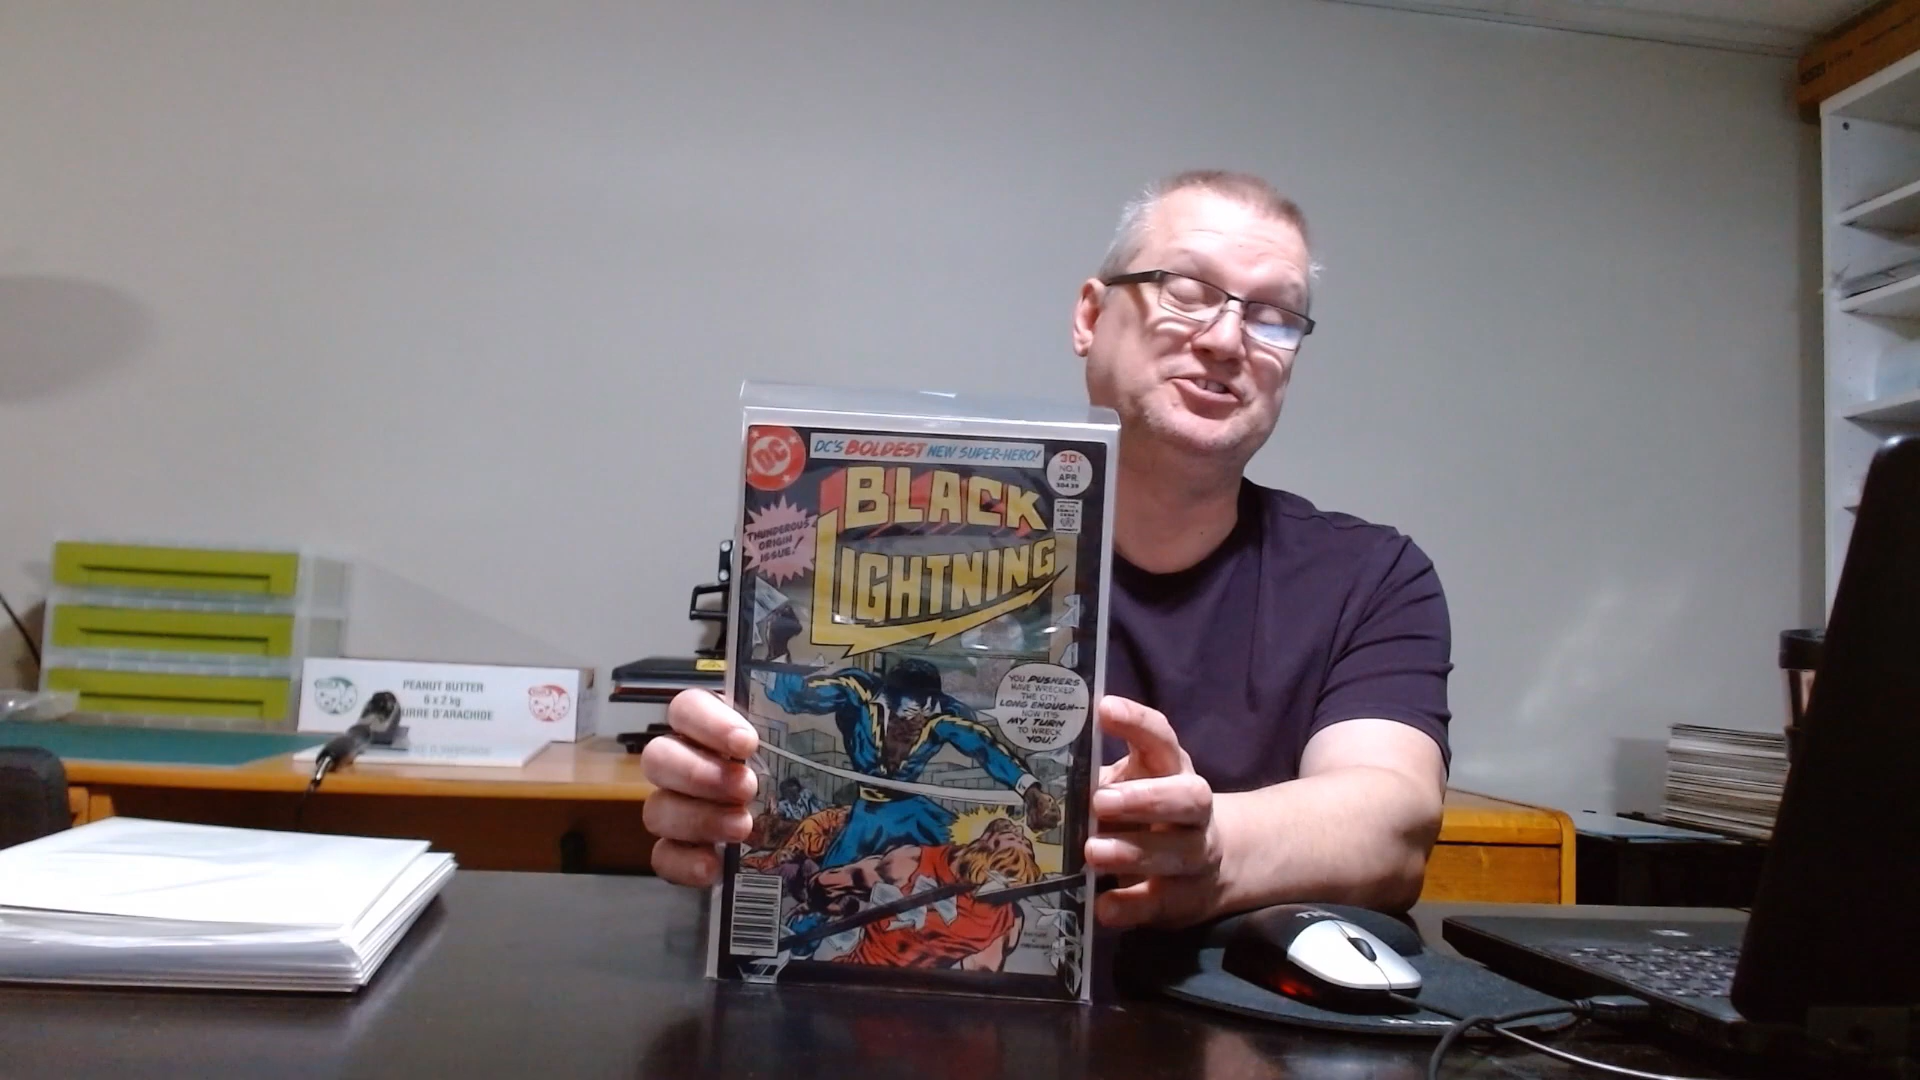 DC
DC'S BOLDEST NEW SUPER-HERO!
30¢
NO. 1
APR.
BLACK
LIGHTNING
THUNDEROUS
ORIGIN
ISSUE!
YOU PUSHERS
HAVE WRECKED
THE CITY
LONG ENOUGH--
NOW IT'S
MY TURN
TO WRECK
YOU!
PEANUT BUTTER
6 x 2 kg
URRE D'ARACHIDE